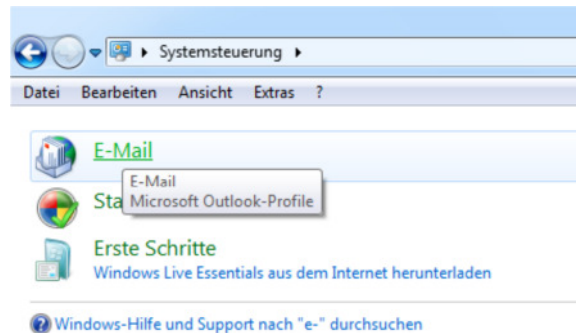 Systemsteuerung
Datei Bearbeiten Ansicht Extras ?
E-Mail
E-Mail
Sta
Microsoft Outlook-Profile
Erste Schritte
Windows Live Essentials aus dem Internet herunterladen
Windows-Hilfe und Support nach "e-" durchsuchen